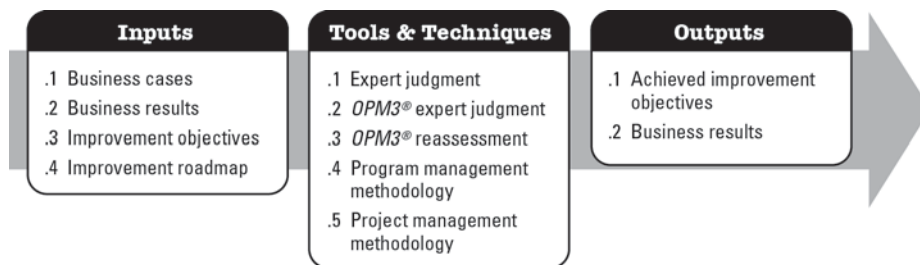 Inputs
.1 Business cases
.2 Business results
.3 Improvement objectives
.4 Improvement roadmap
Tools & Techniques
.1 Expert judgment
.2 OPM3® expert judgment
.3 OPM3® reassessment
.4 Program management
methodology
.5 Project management
methodology
Outputs
.1 Achieved improvement
objectives
.2 Business results